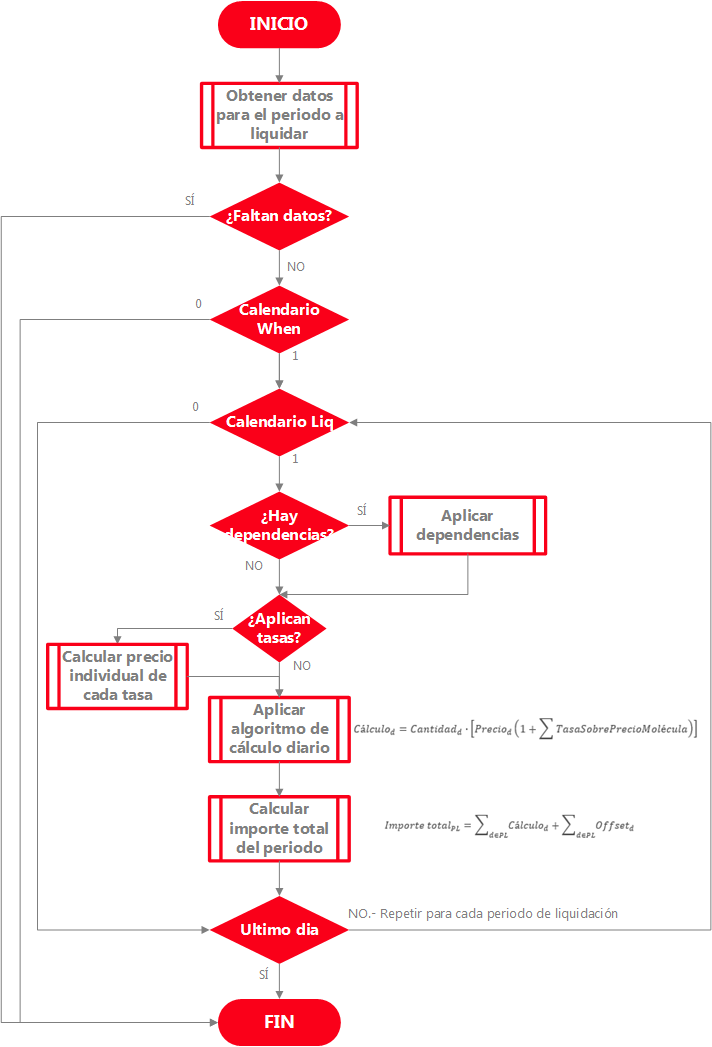 INICIO
Obtener datos
para el periodo a
liquidar
SÍ
¿Faltan datos?
NO
0
Calendario
When
1
0
Calendario Liq
1
¿Hay
dependencias?
SÍ
Aplicar
dependencias
NO
SÍ
¿Aplican
tasas?
NO
Calcular precio
individual de
cada tasa
Aplicar
algoritmo de
cálculo diario
Cálculo_d = Cantidad_d · [Precio_d (1 + ∑ TasaSobrePrecioMolécula)]
Calcular
importe total
del periodo
Importe total_PL = ∑_d∈PL Cálculo_d + ∑_d∈PL Offset_d
NO.- Repetir para cada periodo de liquidación
Ultimo dia
SÍ
FIN